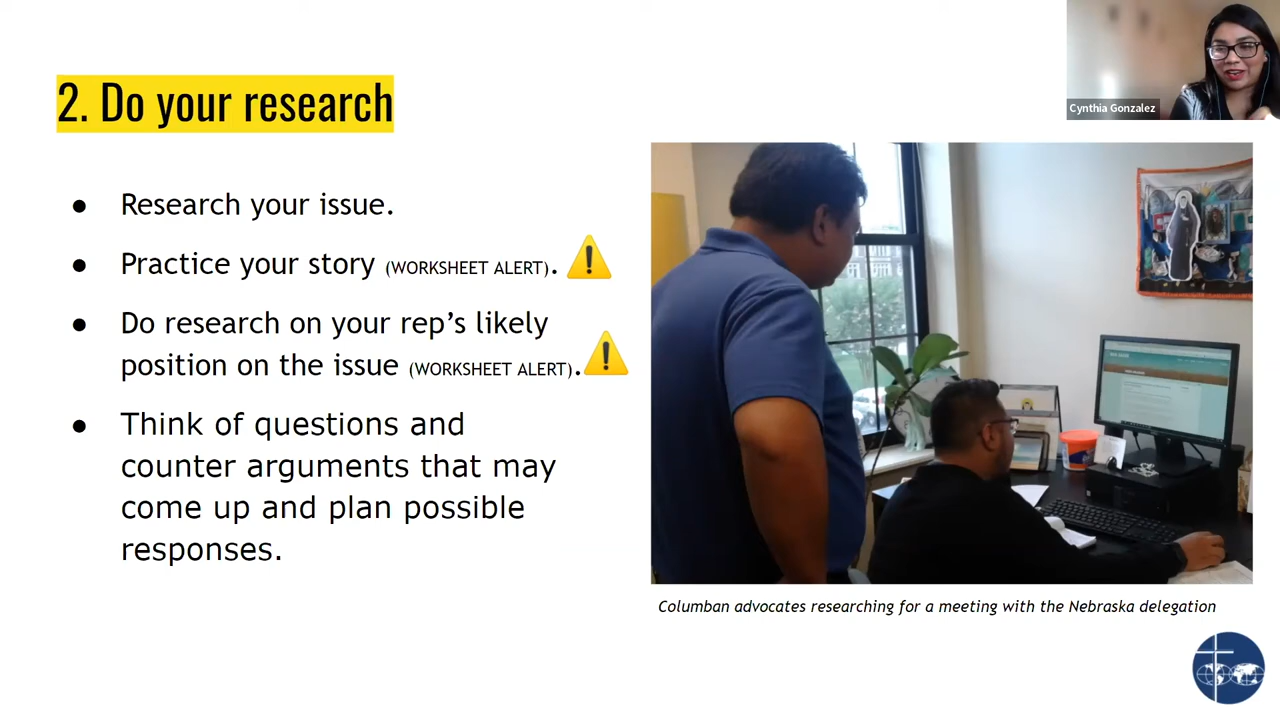 Cynthia Gonzalez
2. Do your research
● Research your issue.
● Practice your story (WORKSHEET ALERT).
● Do research on your rep's likely
position on the issue (WORKSHEET ALERT).
● Think of questions and
counter arguments that may
come up and plan possible
responses.
Columban advocates researching for a meeting with the Nebraska delegation